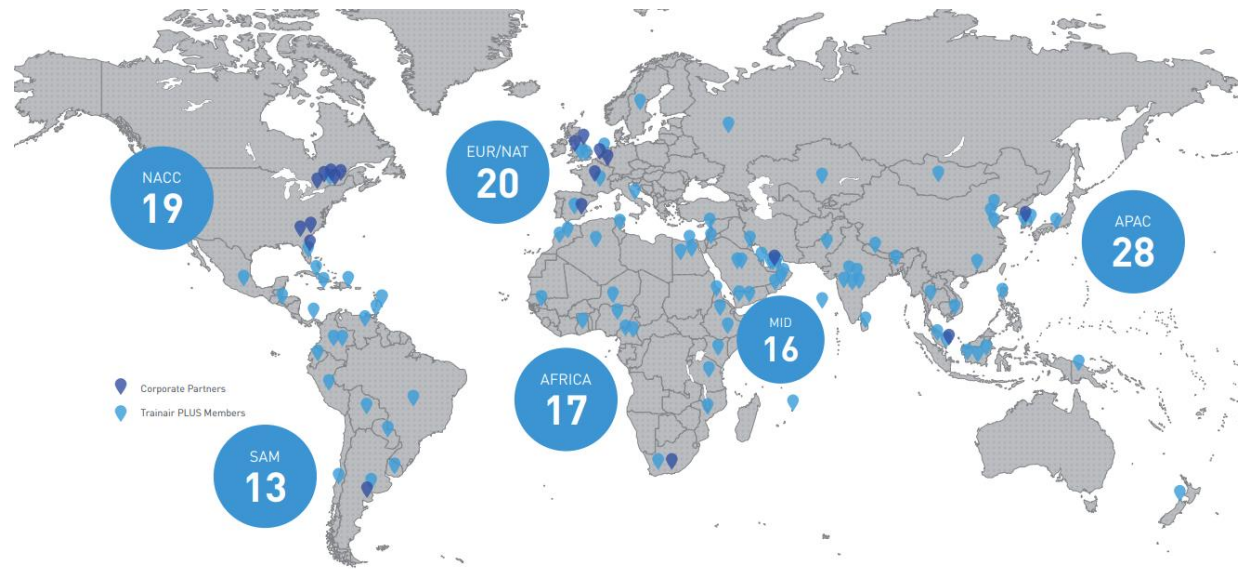 NACC
19
EUR/NAT
20
APAC
28
MID
16
AFRICA
17
Corporate Partners
Trainair PLUS Members
SAM
13